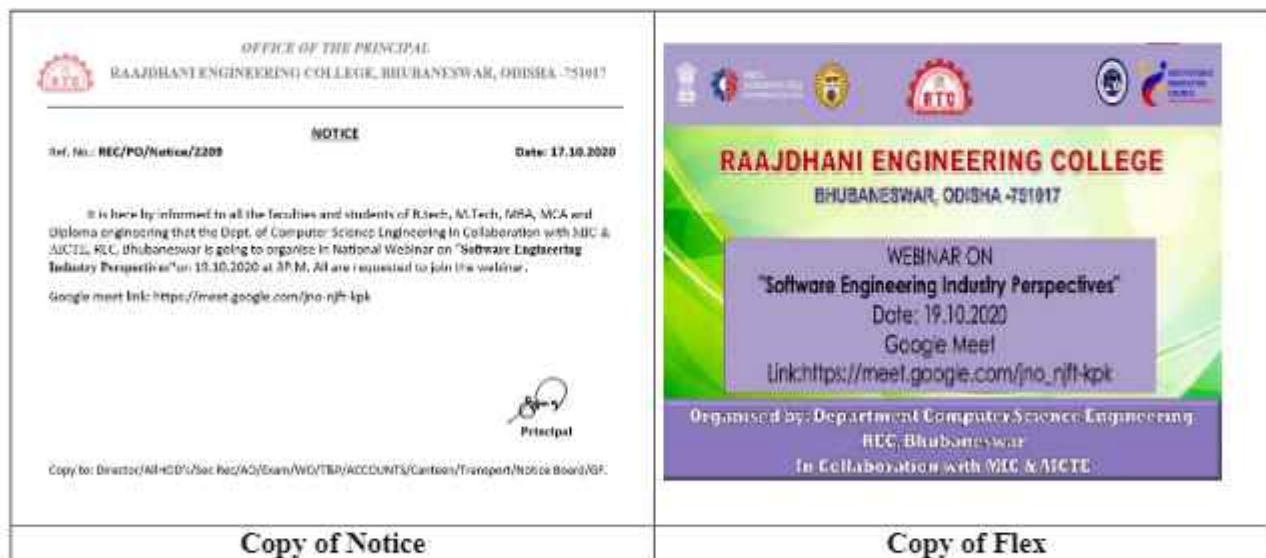 OFFICE OF THE PRINCIPAL
RAAJDHANI ENGINEERING COLLEGE, BHUBANESWAR, ODISHA -751017
RTC
NOTICE
Ref. No.: REC/PO/Notice/2209 Date: 17.10.2020
It is here by informed to all the faculties and students of B.tech, M.Tech, MBA, MCA and
Diploma engineering that the Dept. of Computer Science Engineering in Collaboration with MIC &
AICTE, REC, Bhubaneswar is going to organise in National Webinar on "Software Engineering
Industry Perspectives" on 19.10.2020 at 3P.M. All are requested to join the webinar.
Google meet link: https://meet.google.com/jno-njft-kpk
Principal
Copy to: Director/All HOD's/Sec Rec/AO/Exam/WO/T&P/ACCOUNTS/Canteen/Transport/Notice Board/GF.
Copy of Notice
RTC
INSTITUTION'S
INNOVATION
COUNCIL
RAAJDHANI ENGINEERING COLLEGE
BHUBANESWAR, ODISHA -751017
WEBINAR ON
"Software Engineering Industry Perspectives"
Date: 19.10.2020
Google Meet
Link:https://meet.google.com/jno_njft-kpk
Organised by: Department Computer Science Engineering
REC, Bhubaneswar
In Collaboration with MIC & AICTE
Copy of Flex